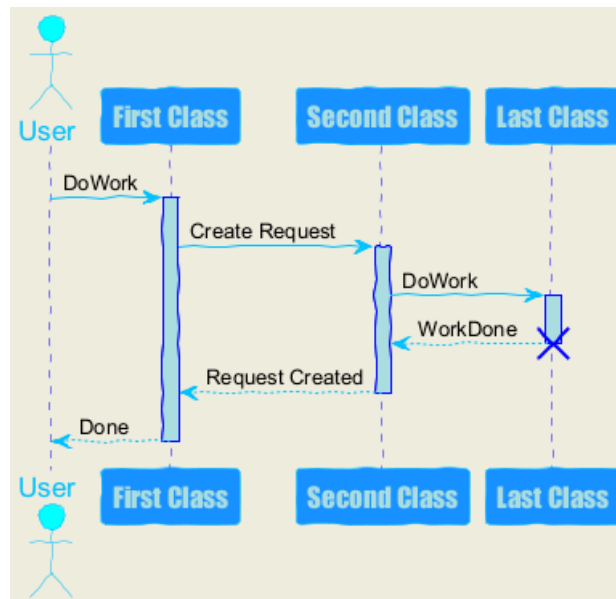 User
First Class
Second Class
Last Class
DoWork
Create Request
DoWork
WorkDone
Request Created
Done
User
First Class
Second Class
Last Class